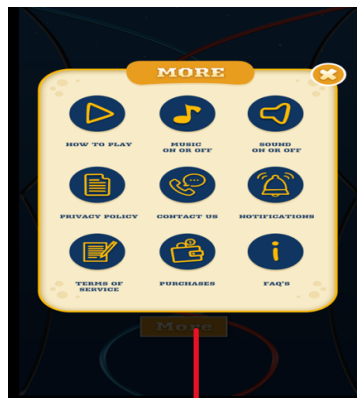 MORE
HOW TO PLAY
MUSIC
ON OR OFF
SOUND
ON OR OFF
PRIVACY POLICY
CONTACT US
NOTIFICATIONS
TERMS OF
SERVICE
PURCHASES
FAQ'S
More